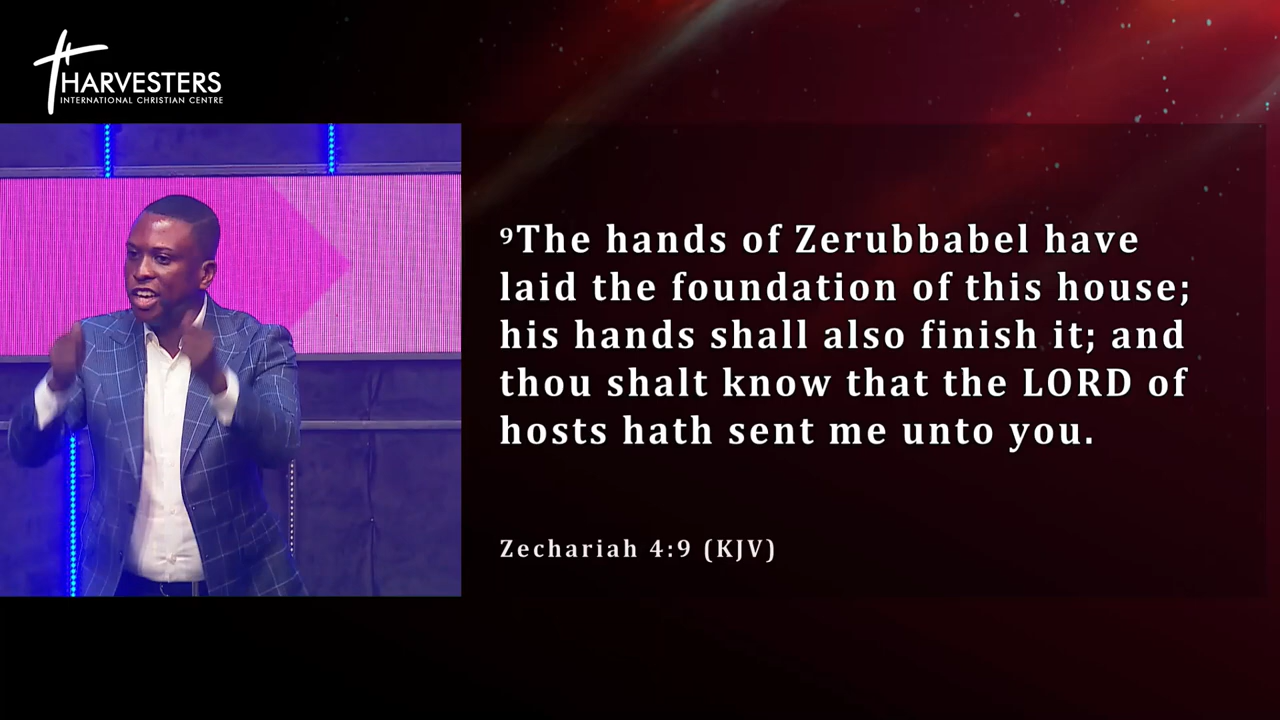 HARVESTERS
INTERNATIONAL CHRISTIAN CENTRE
⁹The hands of Zerubbabel have
laid the foundation of this house;
his hands shall also finish it; and
thou shalt know that the LORD of
hosts hath sent me unto you.
Zechariah 4:9 (KJV)